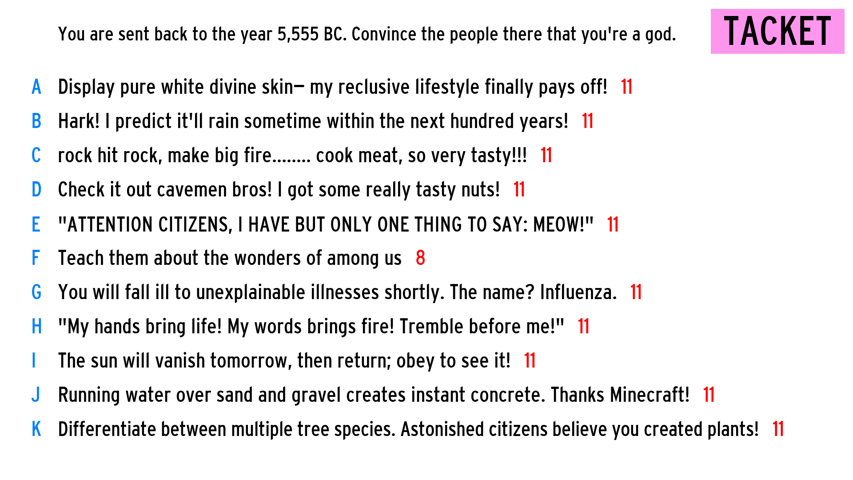 You are sent back to the year 5,555 BC. Convince the people there that you're a god.
TACKET
A Display pure white divine skin— my reclusive lifestyle finally pays off! 11
B Hark! I predict it'll rain sometime within the next hundred years! 11
C rock hit rock, make big fire........ cook meat, so very tasty!!! 11
D Check it out cavemen bros! I got some really tasty nuts! 11
E "ATTENTION CITIZENS, I HAVE BUT ONLY ONE THING TO SAY: MEOW!" 11
F Teach them about the wonders of among us 8
G You will fall ill to unexplainable illnesses shortly. The name? Influenza. 11
H "My hands bring life! My words brings fire! Tremble before me!" 11
I The sun will vanish tomorrow, then return; obey to see it! 11
J Running water over sand and gravel creates instant concrete. Thanks Minecraft! 11
K Differentiate between multiple tree species. Astonished citizens believe you created plants! 11